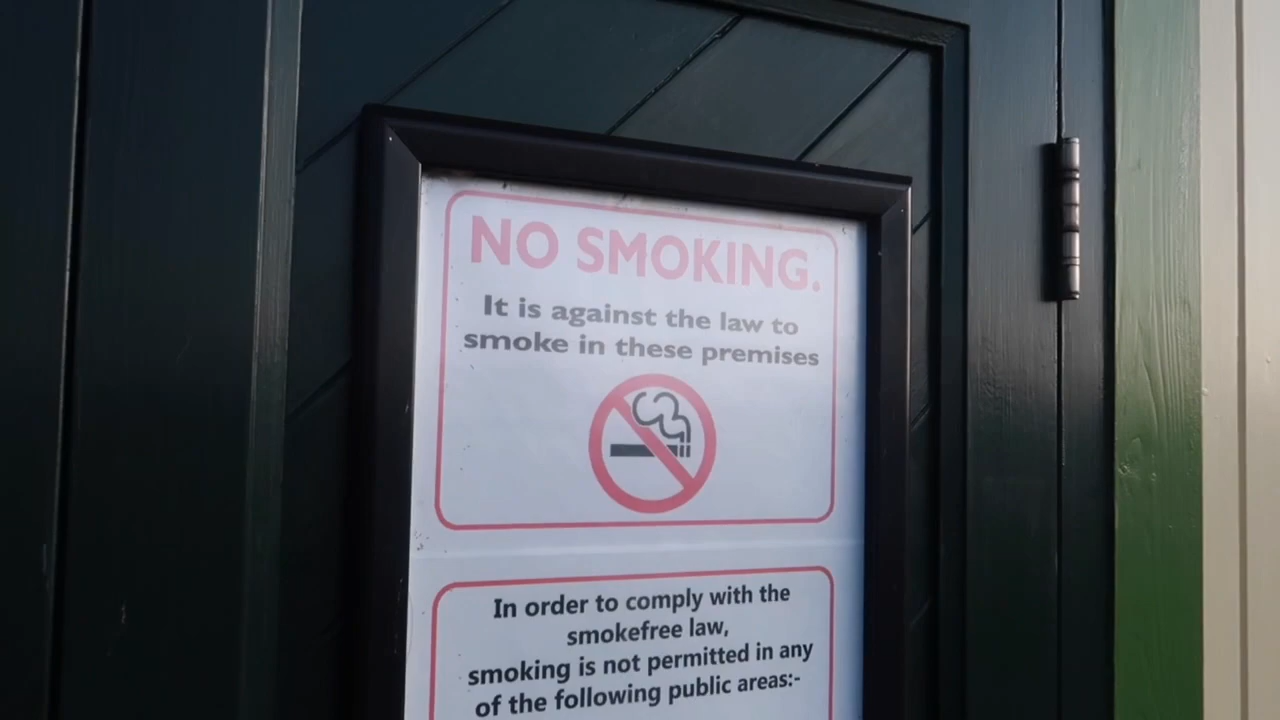 NO SMOKING.
It is against the law to
smoke in these premises
In order to comply with the
smokefree law,
smoking is not permitted in any
of the following public areas:-